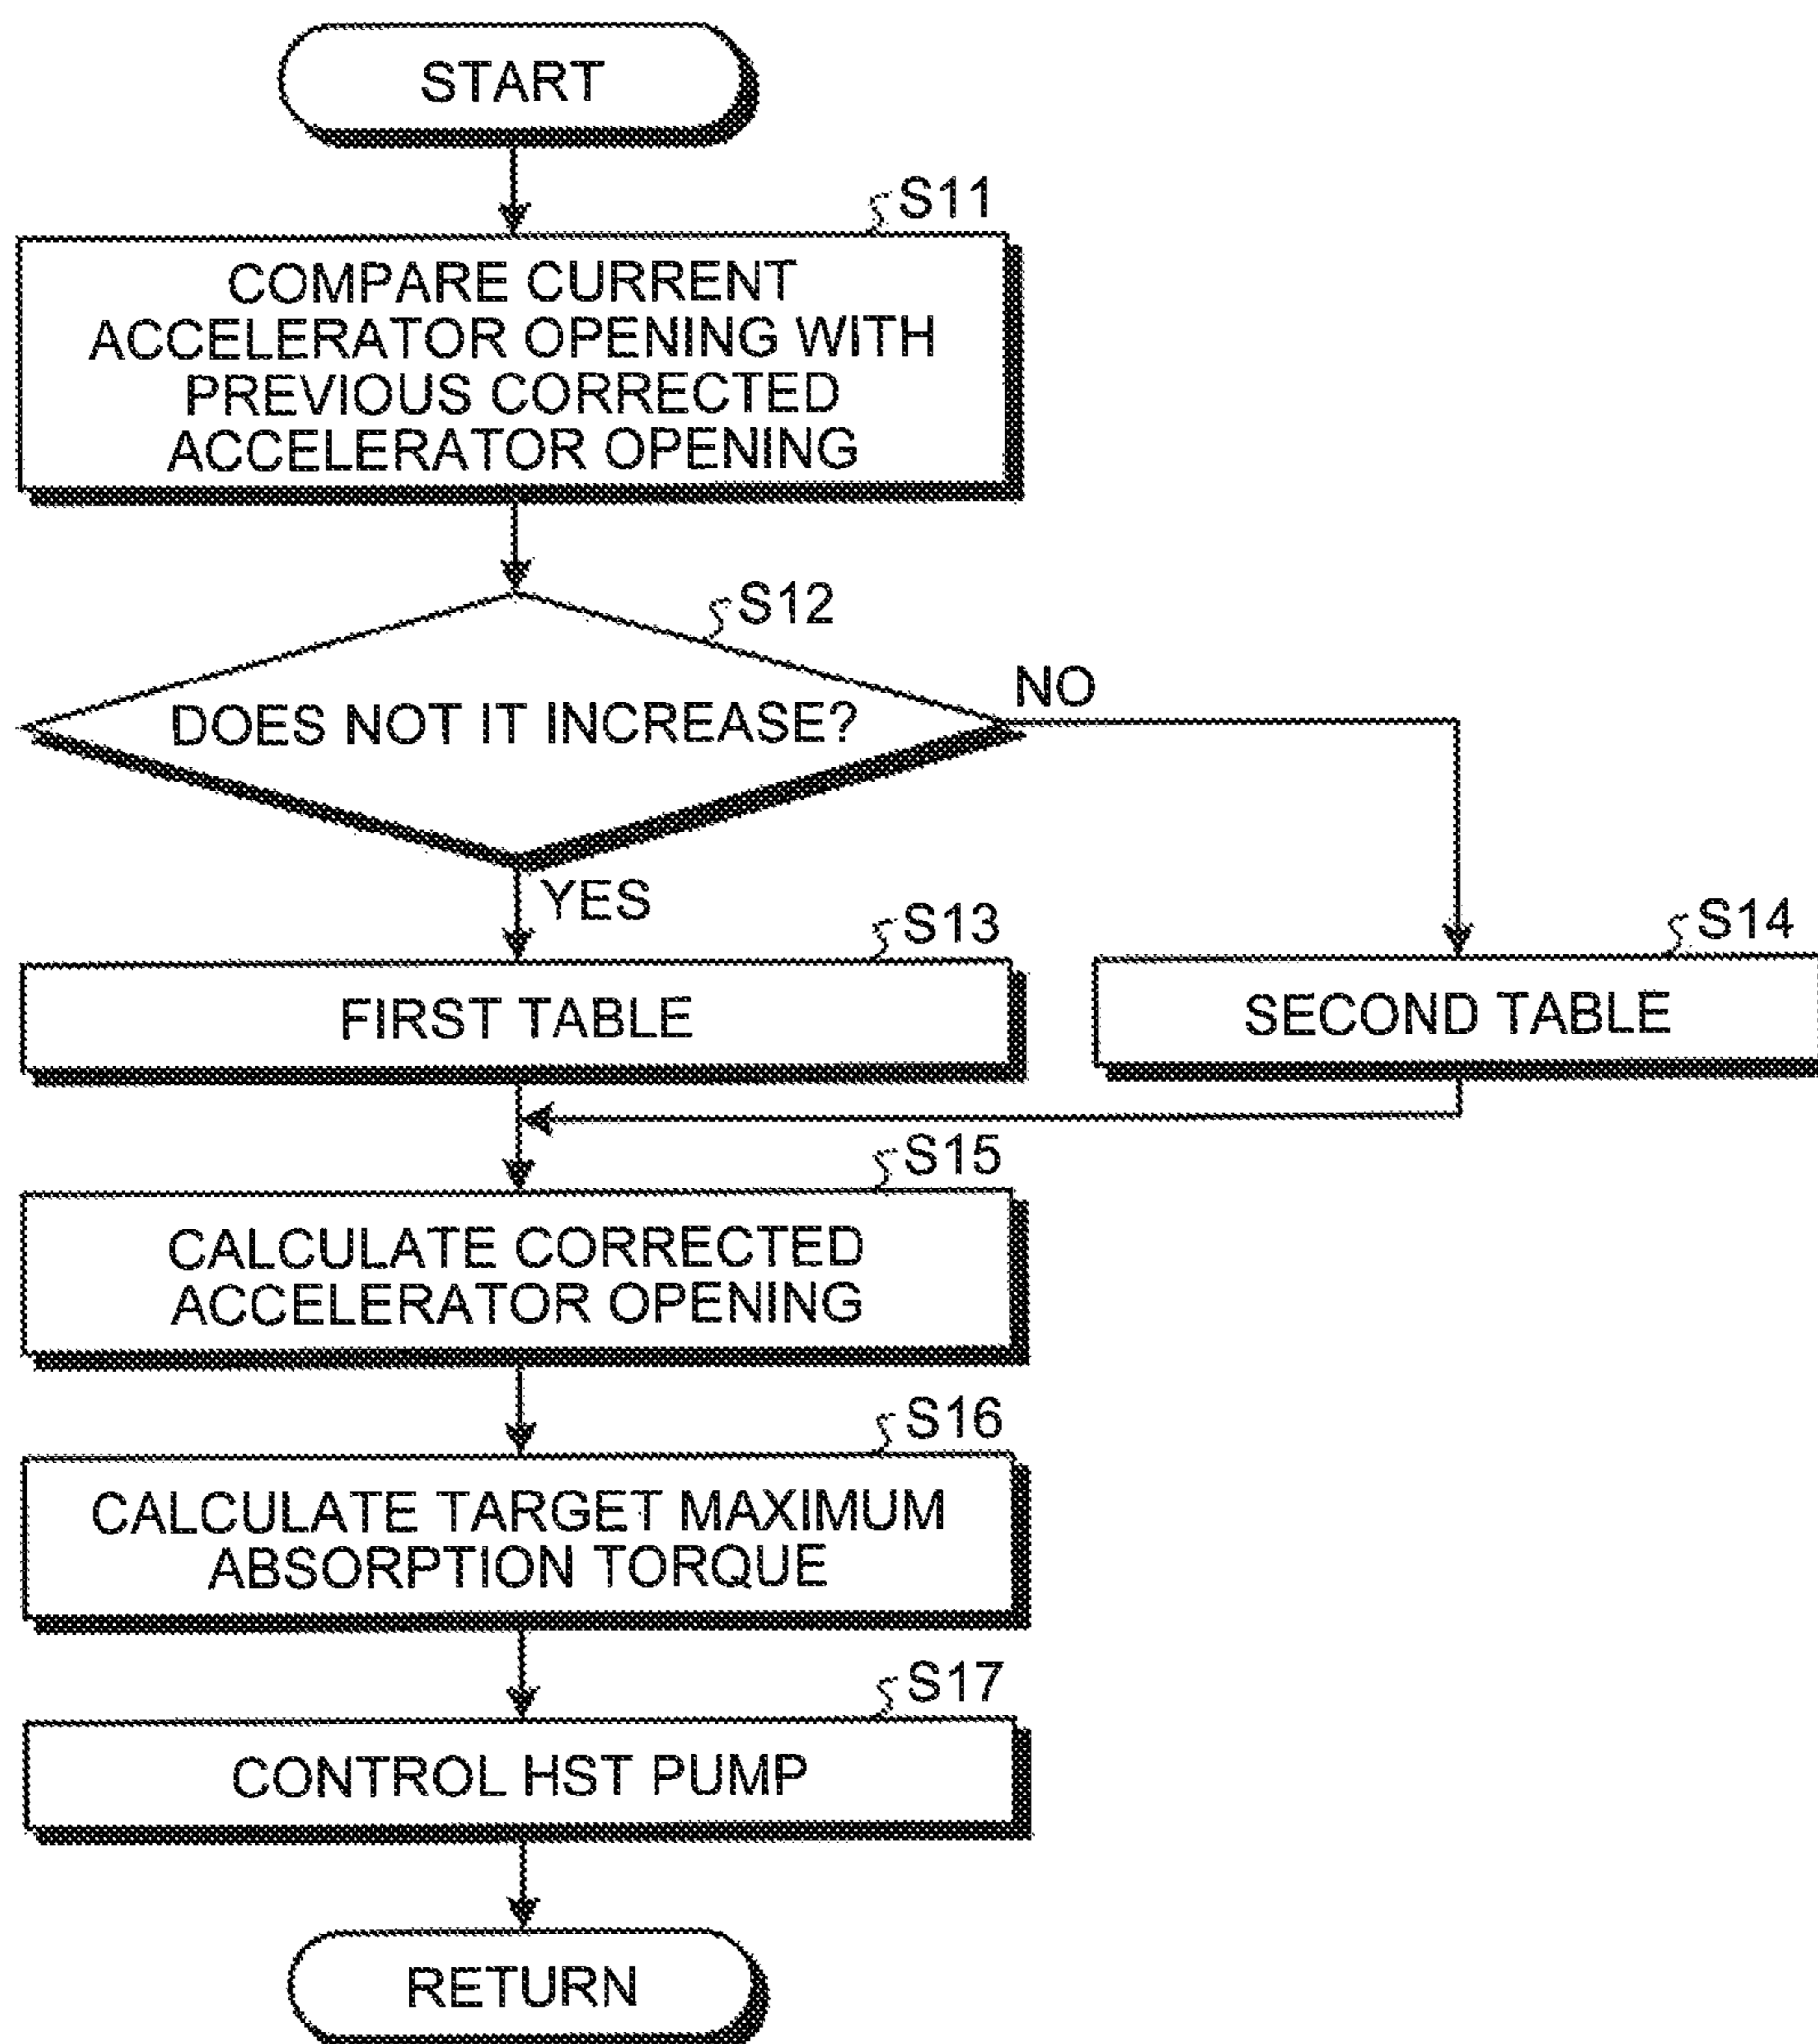 START
S11
COMPARE CURRENT
ACCELERATOR OPENING WITH
PREVIOUS CORRECTED
ACCELERATOR OPENING
S12
DOES NOT IT INCREASE?
NO
YES
S13
FIRST TABLE
S14
SECOND TABLE
S15
CALCULATE CORRECTED
ACCELERATOR OPENING
S16
CALCULATE TARGET MAXIMUM
ABSORPTION TORQUE
S17
CONTROL HST PUMP
RETURN